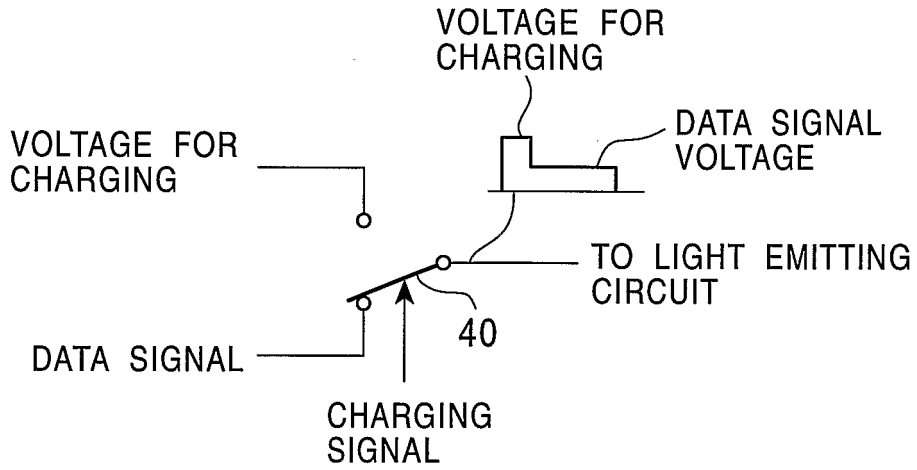 VOLTAGE FOR
CHARGING
DATA SIGNAL
VOLTAGE
VOLTAGE FOR
CHARGING
TO LIGHT EMITTING
CIRCUIT
40
DATA SIGNAL
CHARGING
SIGNAL